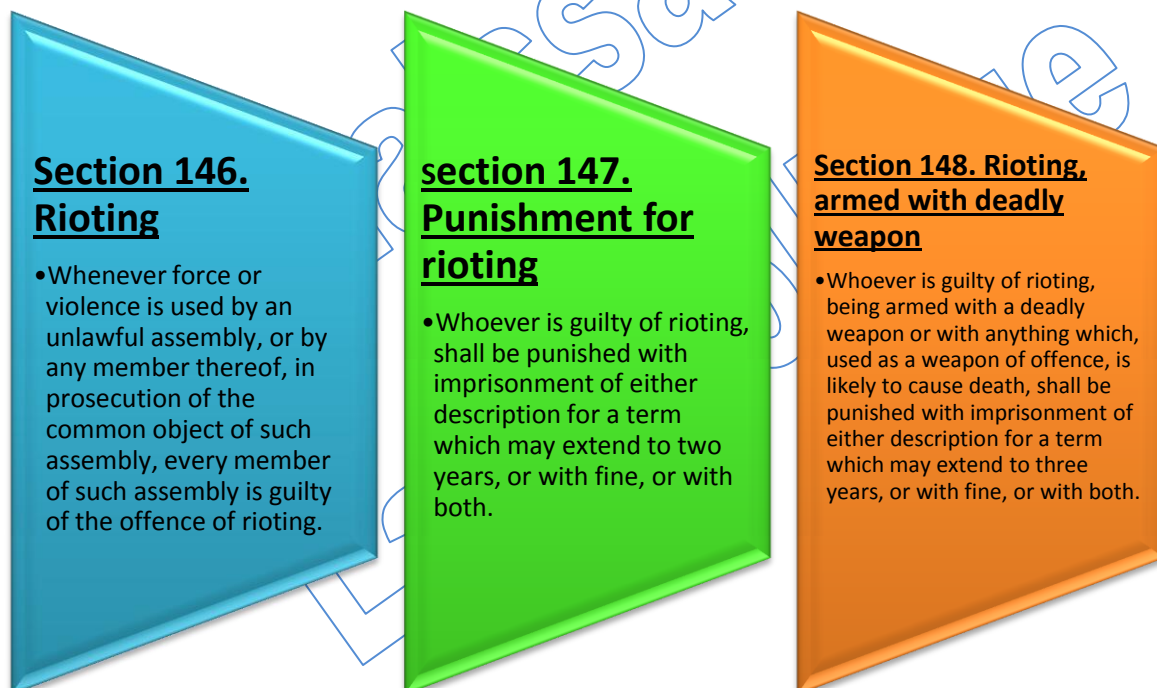 Section 146.
Rioting
•Whenever force or
violence is used by an
unlawful assembly, or by
any member thereof, in
prosecution of the
common object of such
assembly, every member
of such assembly is guilty
of the offence of rioting.
section 147.
Punishment for
rioting
•Whoever is guilty of rioting,
shall be punished with
imprisonment of either
description for a term
which may extend to two
years, or with fine, or with
both.
Section 148. Rioting,
armed with deadly
weapon
•Whoever is guilty of rioting,
being armed with a deadly
weapon or with anything which,
used as a weapon of offence, is
likely to cause death, shall be
punished with imprisonment of
either description for a term
which may extend to three
years, or with fine, or with both.